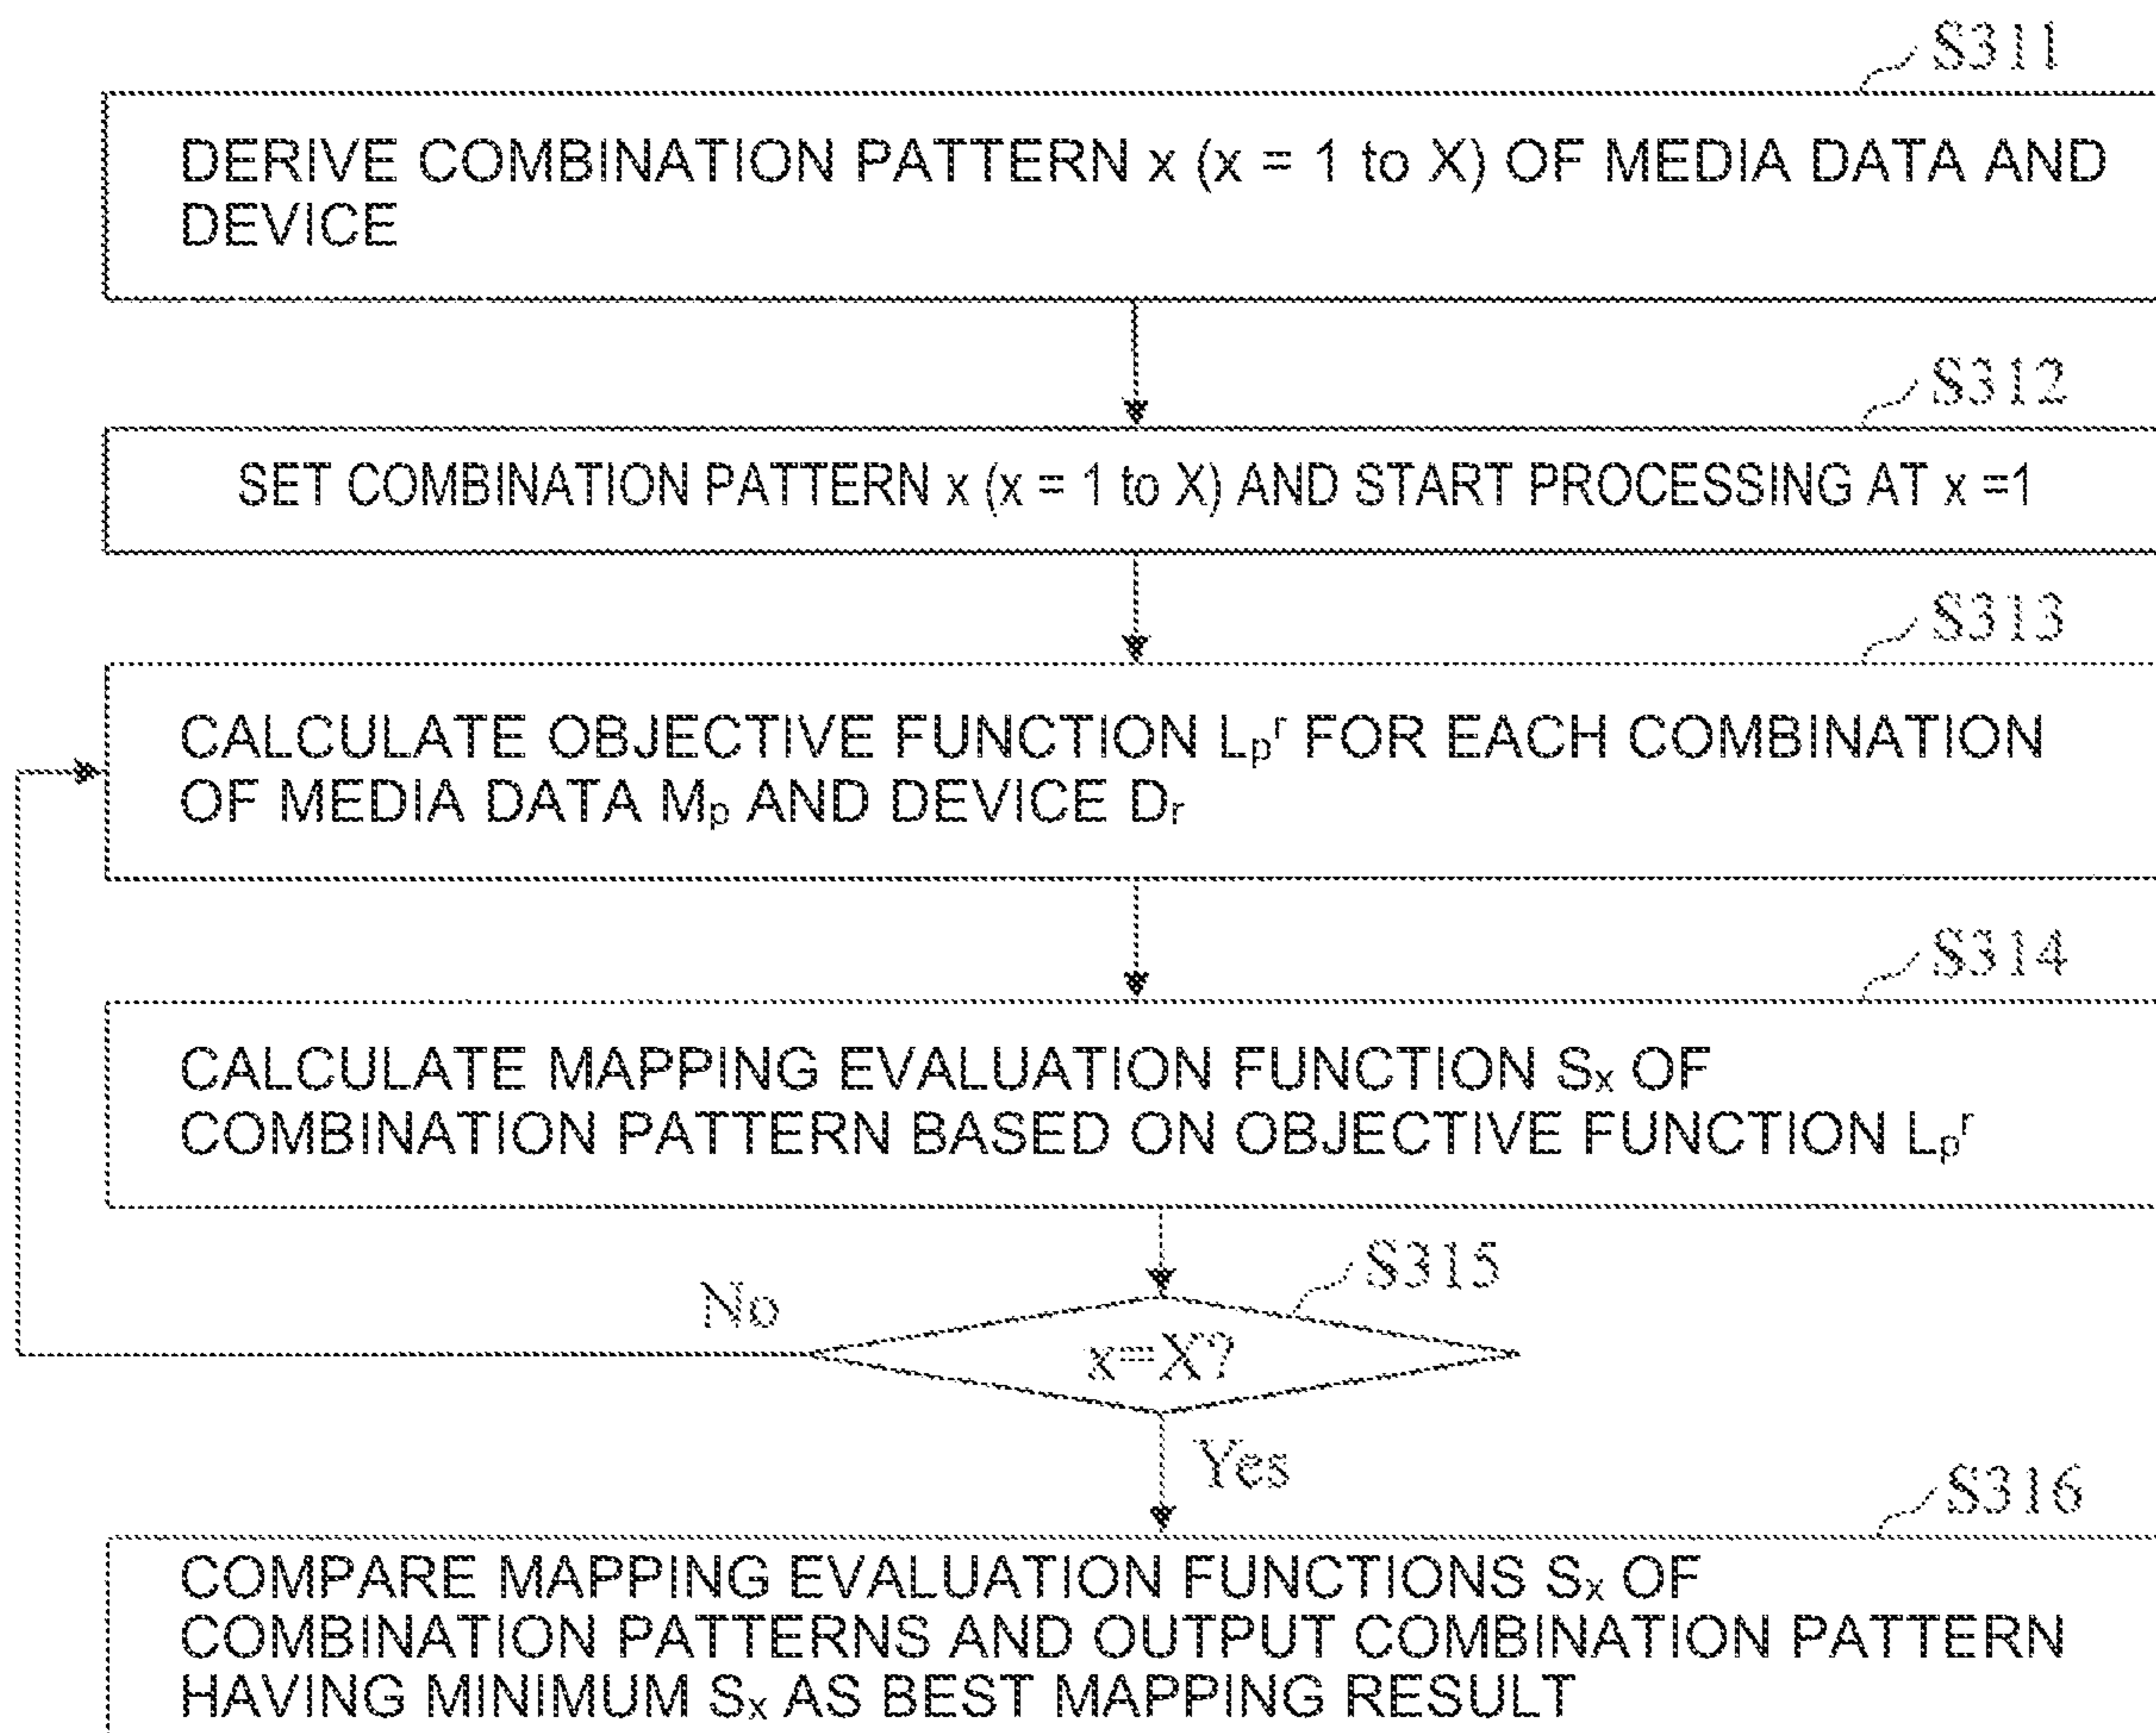 S311
DERIVE COMBINATION PATTERN x (x = 1 to X) OF MEDIA DATA AND
DEVICE
S312
SET COMBINATION PATTERN x (x = 1 to X) AND START PROCESSING AT x =1
S313
CALCULATE OBJECTIVE FUNCTION Lₚʳ FOR EACH COMBINATION
OF MEDIA DATA Mₚ AND DEVICE Dᵣ
S314
CALCULATE MAPPING EVALUATION FUNCTION Sₓ OF
COMBINATION PATTERN BASED ON OBJECTIVE FUNCTION Lₚʳ
S315
No
x=X?
Yes
S316
COMPARE MAPPING EVALUATION FUNCTIONS Sₓ OF
COMBINATION PATTERNS AND OUTPUT COMBINATION PATTERN
HAVING MINIMUM Sₓ AS BEST MAPPING RESULT